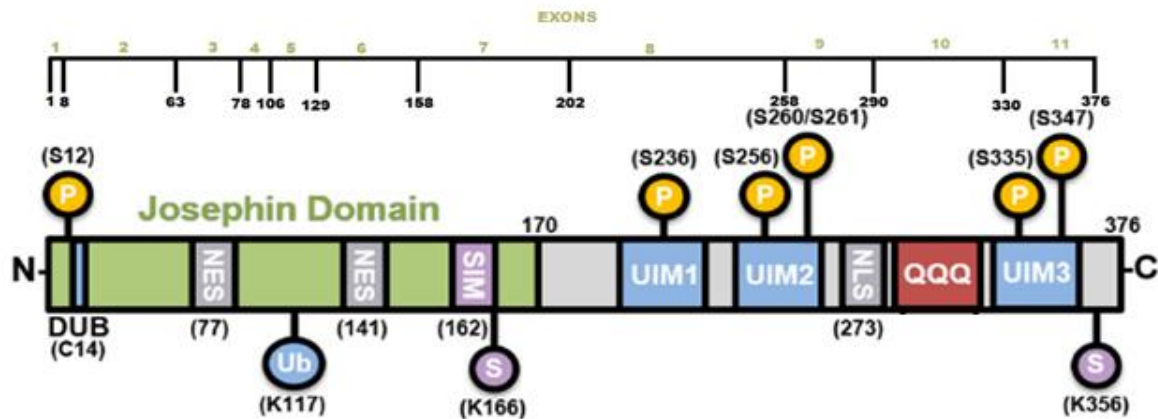 EXONS
1 2 3 4 5 6 7 8 9 10 11
1 8 63 78 106 129 158 202 258 290 330 376
(S260/S261) (S347)
(S12) (S236) (S256) (S335)
P P P P P P
Josephin Domain 170 376
N- NES NES SIM UIM1 UIM2 NLS QQQ UIM3 -C
DUB (77) (141) (162) (273)
(C14)
Ub S S
(K117) (K166) (K356)